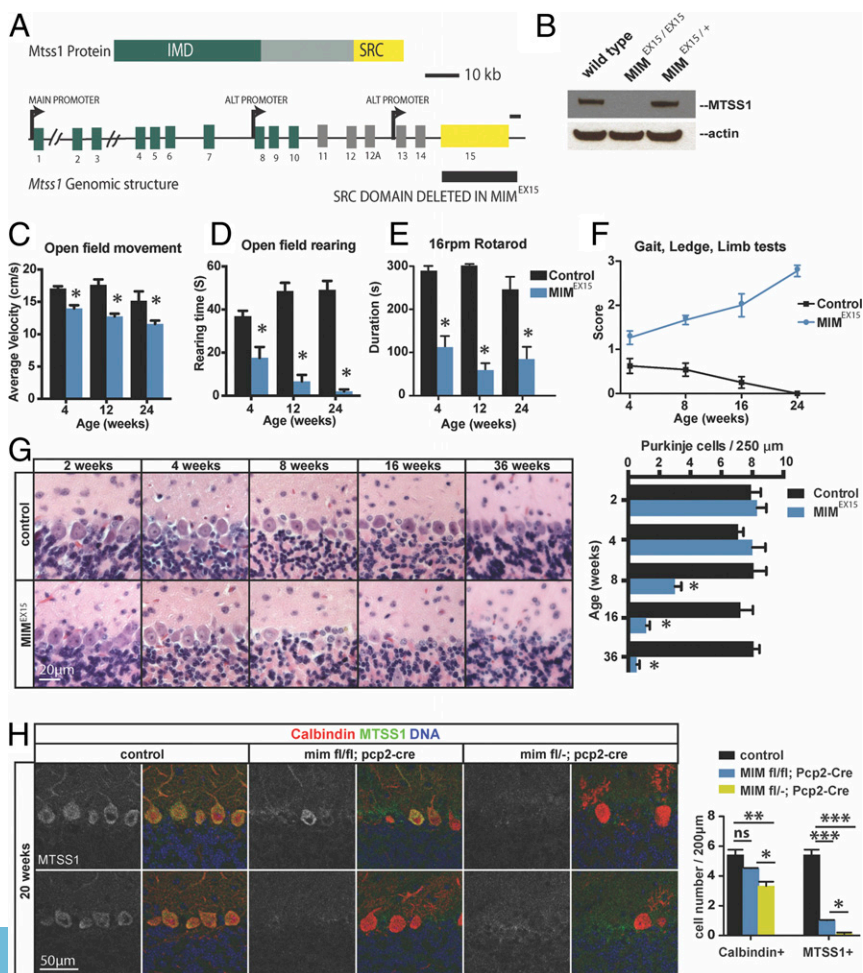 A
Mtss1 Protein
IMD
SRC
10 kb
MAIN PROMOTER
ALT PROMOTER
ALT PROMOTER
1 2 3 4 5 6 7 8 9 10 11 12 12A 13 14 15
Mtss1 Genomic structure
SRC DOMAIN DELETED IN MIM EX15
B
wild type
MIM EX15 / EX15
MIM EX15 / +
--MTSS1
--actin
C
Open field movement
Average Velocity (cm/s)
20
15
10
5
0
* * *
4 12 24
Age (weeks)
D
Open field rearing
Rearing time (S)
80
60
40
20
0
* * *
4 12 24
Age (weeks)
E
16rpm Rotarod
Duration (s)
300
200
100
0
* * *
4 12 24
Age (weeks)
Control
MIM EX15
F
Gait, Ledge, Limb tests
Score
4
3
2
1
0
4 8 16 24
Age (weeks)
Control
MIM EX15
G
2 weeks 4 weeks 8 weeks 16 weeks 36 weeks
control
MIM EX15
20µm
Purkinje cells / 250 µm
0 2 4 6 8 10
Age (weeks)
2
4
8
16
36
* * *
Control
MIM EX15
H
Calbindin MTSS1 DNA
control mim fl/fl; pcp2-cre mim fl/-; pcp2-cre
20 weeks
MTSS1
50µm
control
MIM fl/fl; Pcp2-Cre
MIM fl/-; Pcp2-Cre
cell number / 200µm
8
4
0
**
ns
*
***
***
*
Calbindin+ MTSS1+